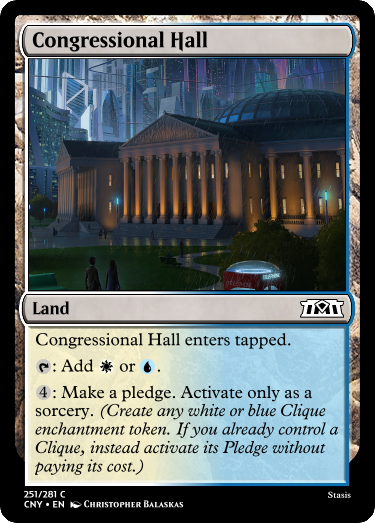 Congressional Hall
Land
Congressional Hall enters tapped.
: Add or .
4: Make a pledge. Activate only as a
sorcery. (Create any white or blue Clique
enchantment token. If you already control a
Clique, instead activate its Pledge without
paying its cost.)
251/281 C
Stasis
CNY • EN Christopher Balaskas